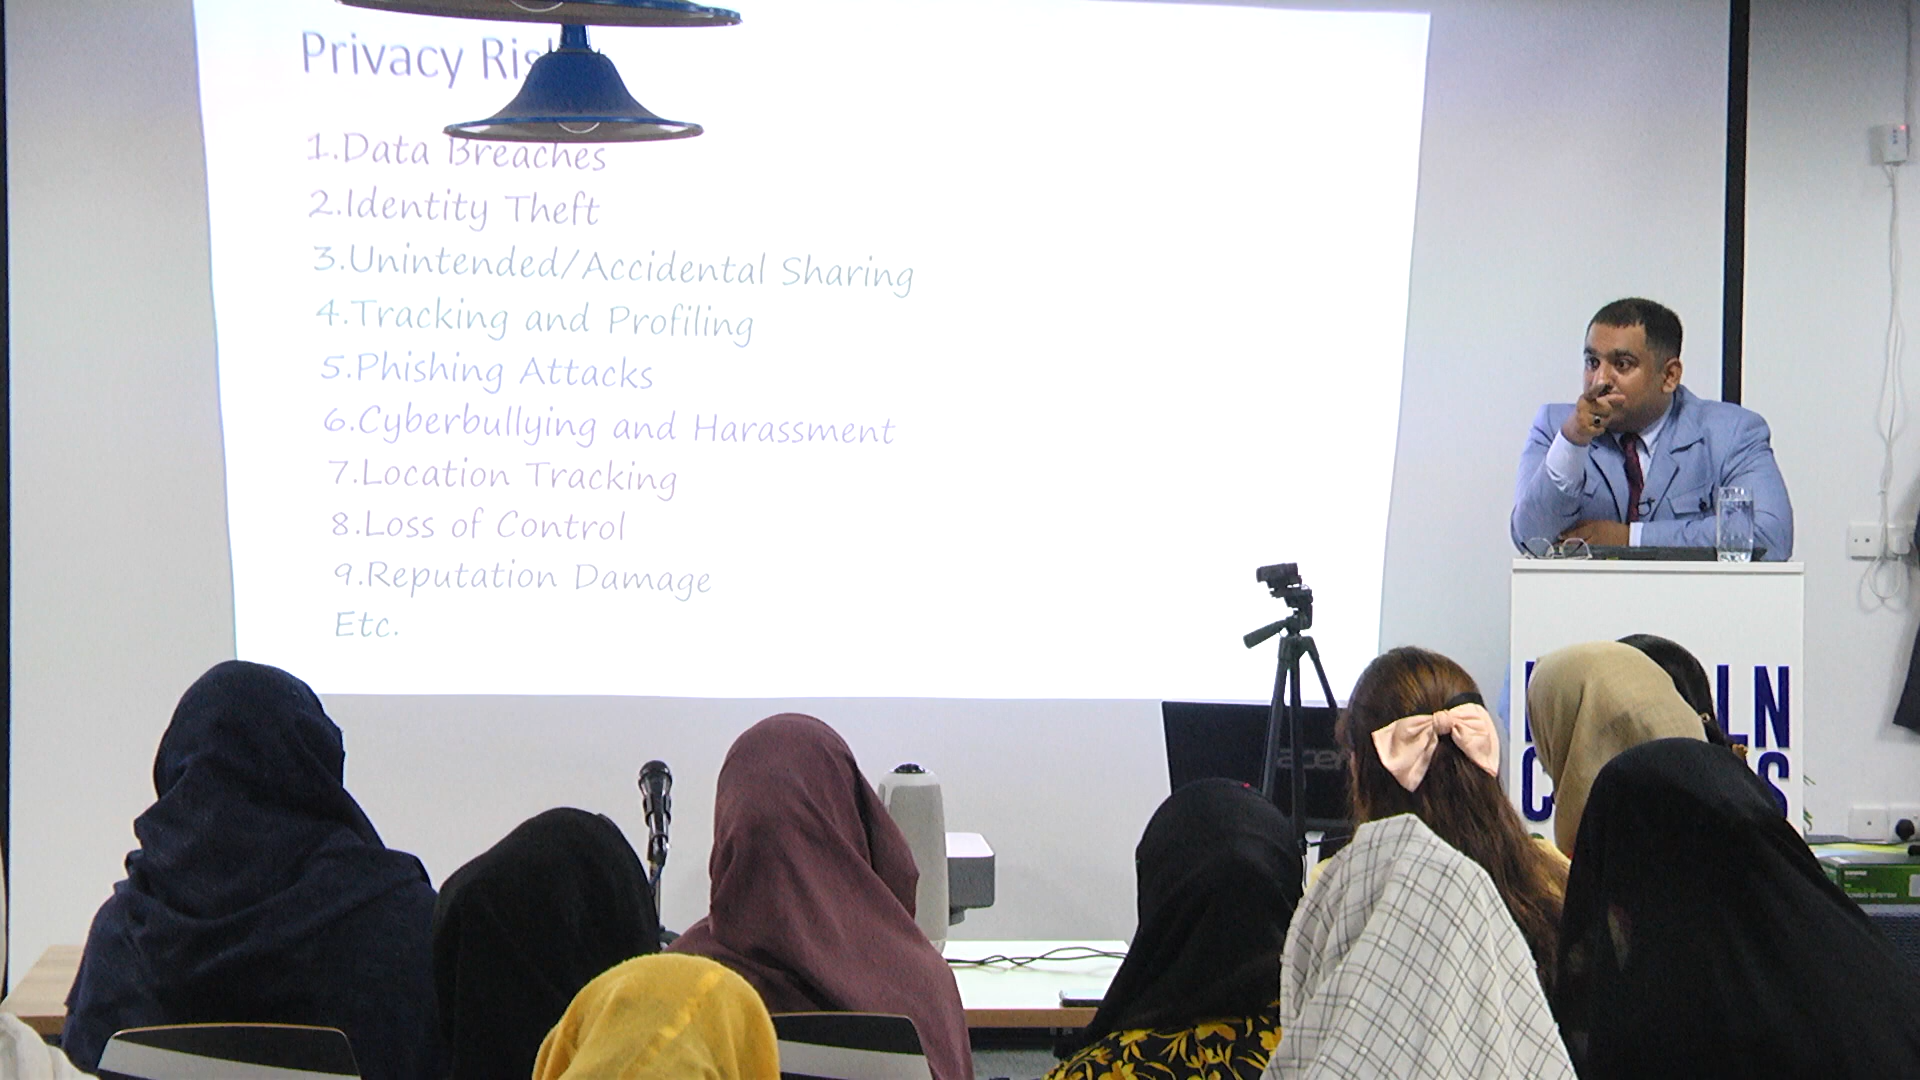 Privacy
1.Data Breaches
2.Identity Theft
3.Unintended/Accidental Sharing
4.Tracking and Profiling
5.Phishing Attacks
6.Cyberbullying and Harassment
7.Location Tracking
8.Loss of Control
9.Reputation Damage
Etc.
acer